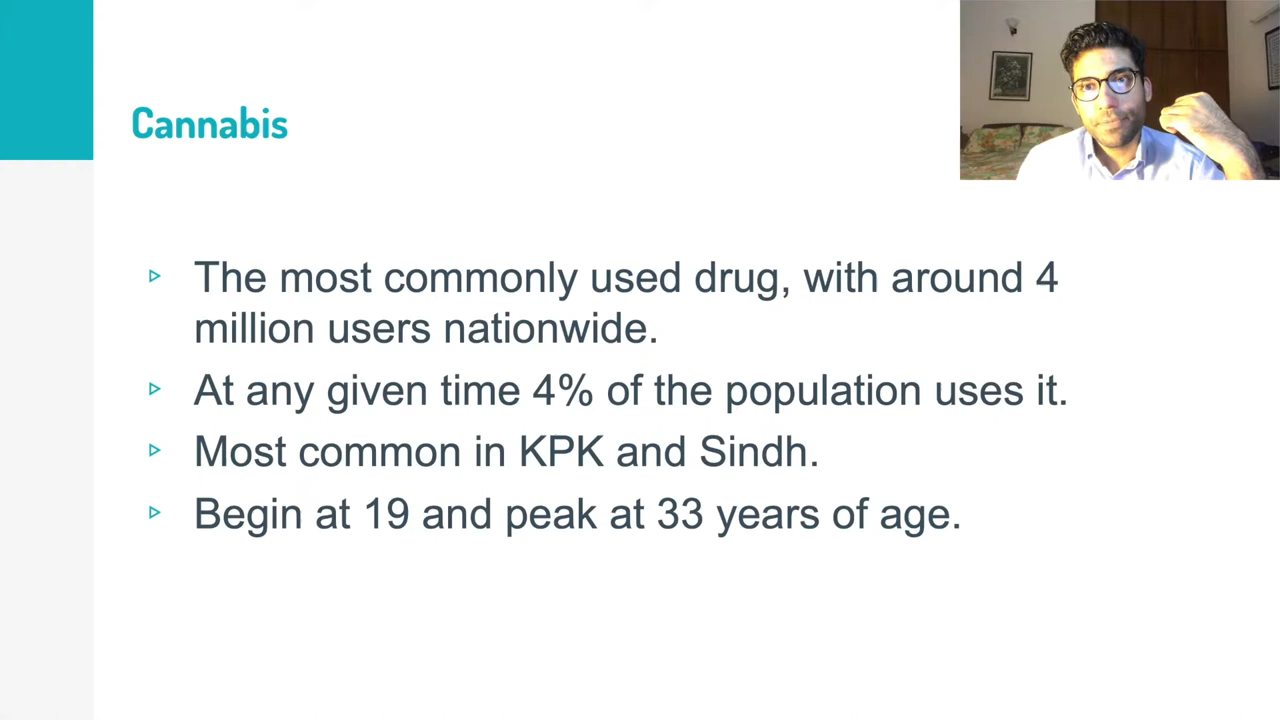 Cannabis
The most commonly used drug, with around 4
million users nationwide.
At any given time 4% of the population uses it.
Most common in KPK and Sindh.
Begin at 19 and peak at 33 years of age.